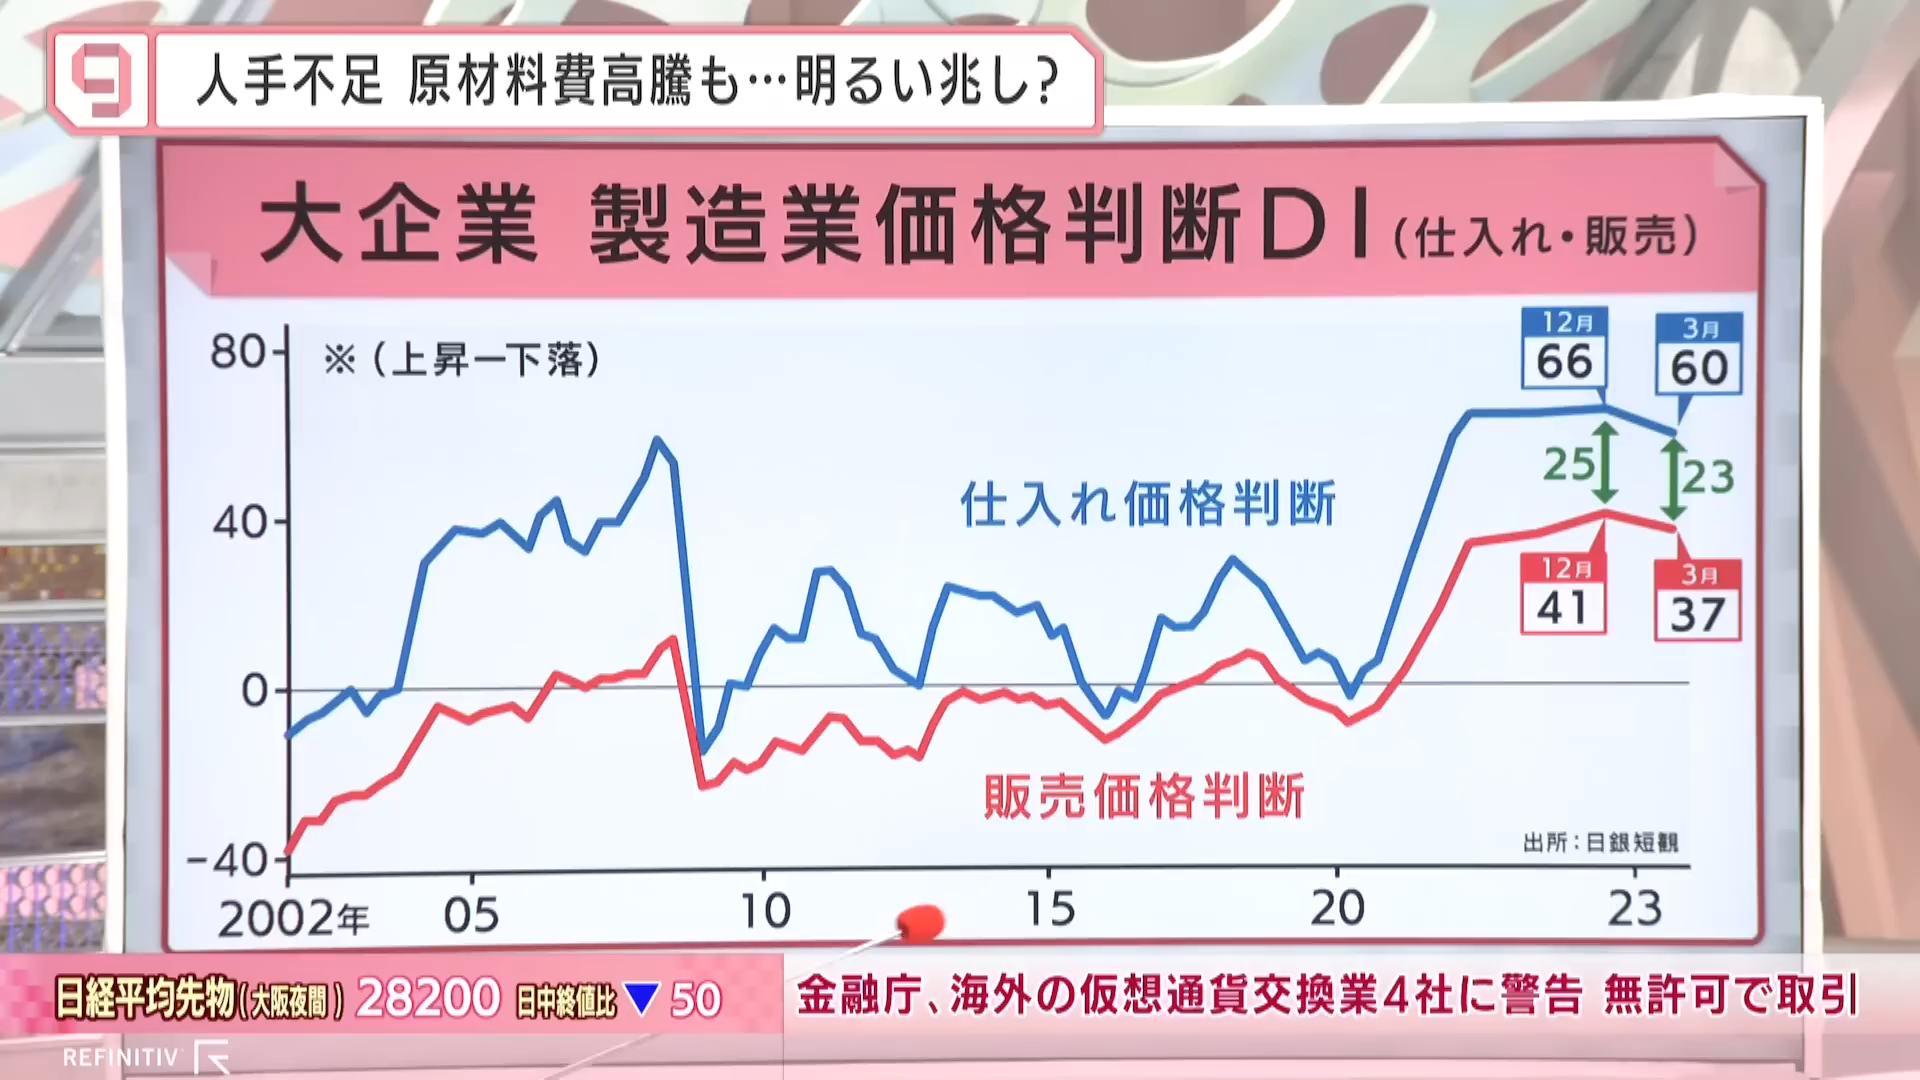 人手不足 原材料費高騰も…明るい兆し?
大企業 製造業価格判断DI(仕入れ・販売)
※(上昇ー下落)
80
40
0
-40
12月
66
3月
60
25
23
仕入れ価格判断
12月
41
3月
37
販売価格判断
出所:日銀短観
2002年 05 10 15 20 23
日経平均先物(大阪夜間) 28200 日中終値比▼50
金融庁、海外の仮想通貨交換業4社に警告 無許可で取引
REFINITIV